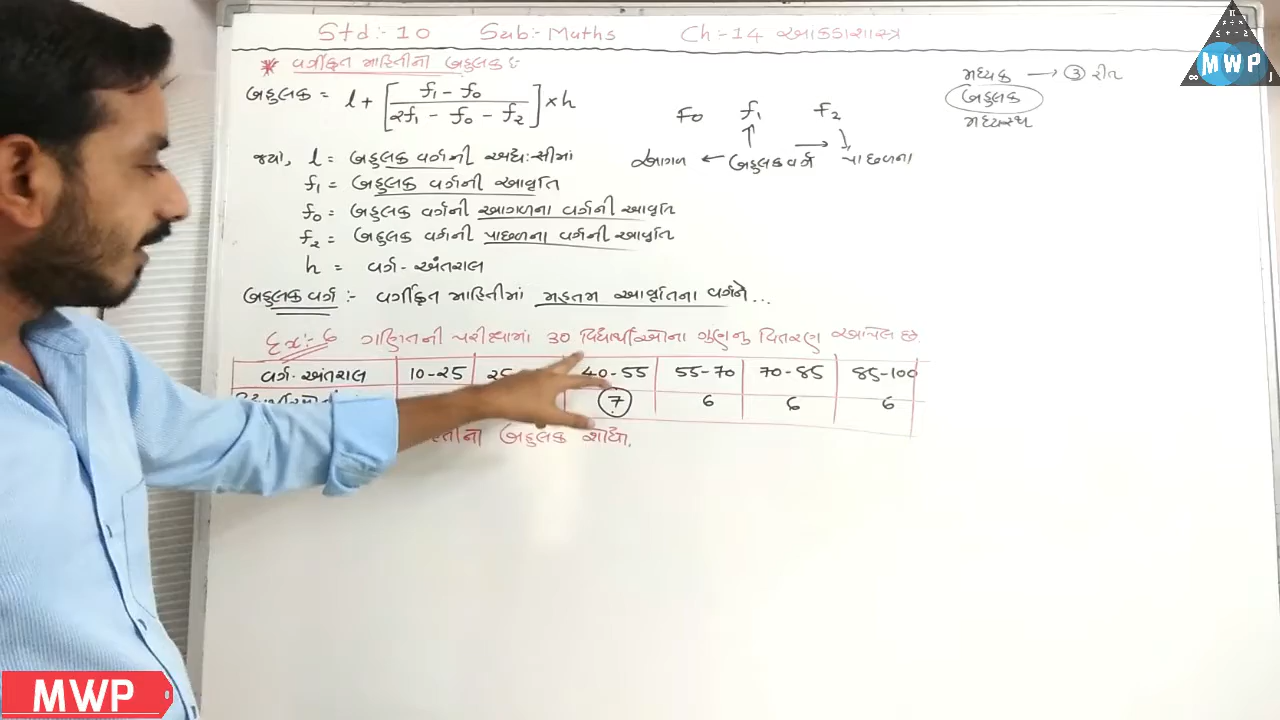 Std:- 10 Sub:- Maths Ch:- 14 આંકડાશાસ્ત્ર
MWP
* વર્ગીકૃત માહિતીનો બહુલક :-
બહુલક = l + [ f₁ - f₀ / 2f₁ - f₀ - f₂ ] × h
મધ્યક → ③ રીત
બહુલક
મધ્યસ્થ
F₀ f₁ f₂
આગળ ← બહુલકવર્ગ → પાછળના
જ્યાં, l = બહુલક વર્ગની અધઃસીમા
f₁ = બહુલક વર્ગની આવૃતિ
f₀ = બહુલક વર્ગની આગળના વર્ગની આવૃતિ
f₂ = બહુલક વર્ગની પાછળના વર્ગની આવૃતિ
h = વર્ગ-અંતરાલ
બહુલક વર્ગ :- વર્ગીકૃત માહિતીમાં મહતમ આવૃતિના વર્ગને...
Ex:- 6 ગણિતની પરીક્ષામાં 30 વિદ્યાર્થીઓના ગુણનુ વિતરણ આપેલ છે.
વર્ગ-અંતરાલ 10-25 25 40-55 55-70 70-85 85-100
7 6 6 6
બહુલક શોધો.
MWP